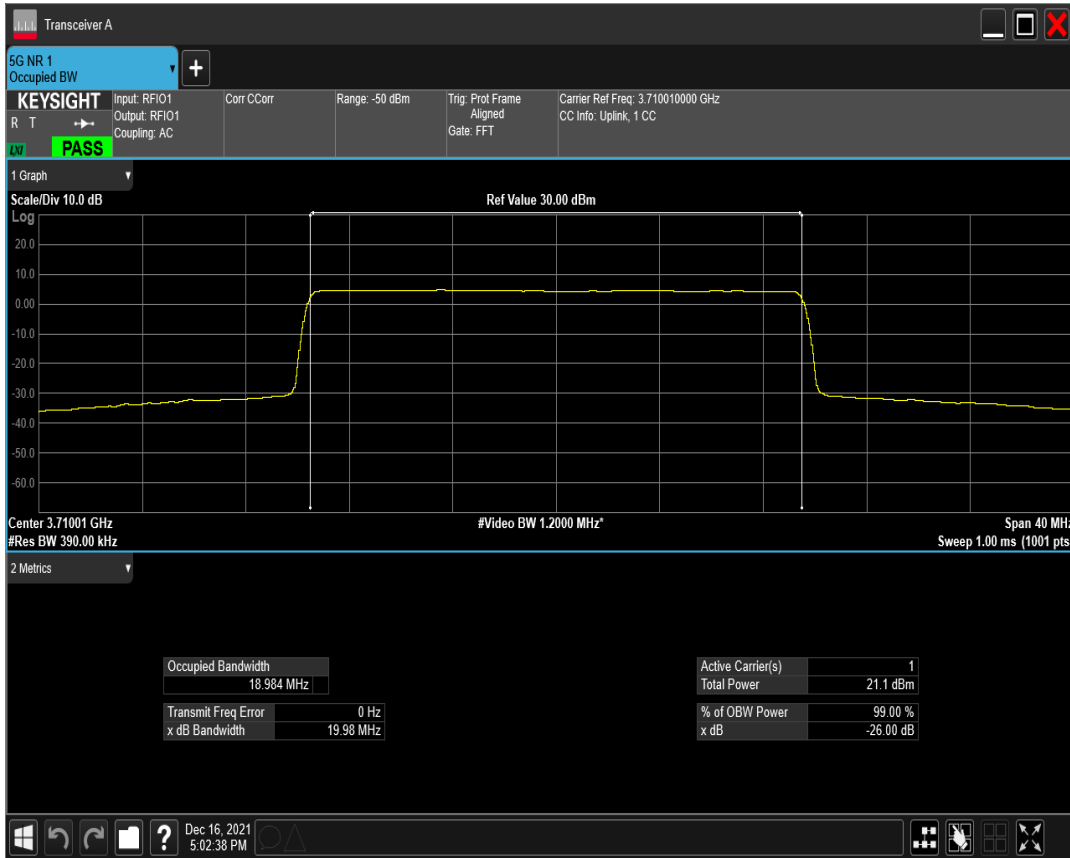 Transceiver A
5G NR 1
Occupied BW
KEYSIGHT
R T
LXI
PASS
Input: RFIO1
Output: RFIO1
Coupling: AC
Corr CCorr
Range: -50 dBm
Trig: Prot Frame
Aligned
Gate: FFT
Carrier Ref Freq: 3.710010000 GHz
CC Info: Uplink, 1 CC
1 Graph
Scale/Div 10.0 dB
Ref Value 30.00 dBm
Log
20.0
10.0
0.00
-10.0
-20.0
-30.0
-40.0
-50.0
-60.0
Center 3.71001 GHz
#Video BW 1.2000 MHz*
Span 40 MHz
#Res BW 390.00 kHz
Sweep 1.00 ms (1001 pts
2 Metrics
Occupied Bandwidth
18.984 MHz
Transmit Freq Error 0 Hz
x dB Bandwidth 19.98 MHz
Active Carrier(s) 1
Total Power 21.1 dBm
% of OBW Power 99.00 %
x dB -26.00 dB
?
Dec 16, 2021
5:02:38 PM